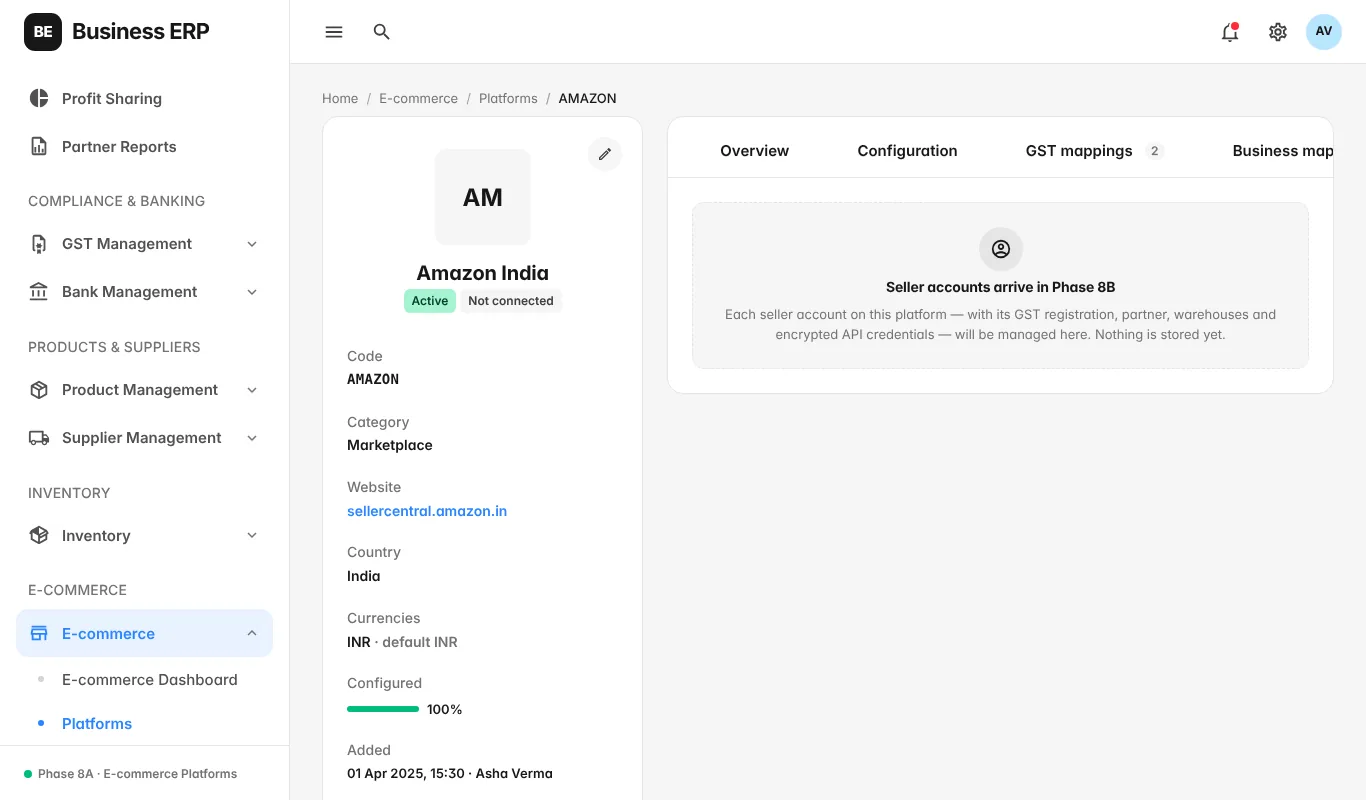 BE Business ERP
AV
Profit Sharing
Partner Reports
COMPLIANCE & BANKING
GST Management
Bank Management
PRODUCTS & SUPPLIERS
Product Management
Supplier Management
INVENTORY
Inventory
E-COMMERCE
E-commerce
E-commerce Dashboard
Platforms
Phase 8A · E-commerce Platforms
Home / E-commerce / Platforms / AMAZON
AM
Amazon India
Active Not connected
Code
AMAZON
Category
Marketplace
Website
sellercentral.amazon.in
Country
India
Currencies
INR · default INR
Configured
100%
Added
01 Apr 2025, 15:30 · Asha Verma
Overview Configuration GST mappings 2 Business map
Seller accounts arrive in Phase 8B
Each seller account on this platform — with its GST registration, partner, warehouses and
encrypted API credentials — will be managed here. Nothing is stored yet.